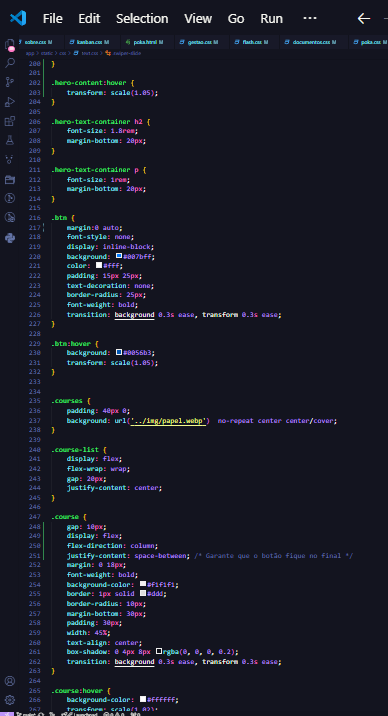 File Edit Selection View Go Run ... ←
sobre.css M kanban.css M poka.html M gestao.css M flash.css M documentos.css M poka.css M
200 }
201
202 .hero-content:hover {
203 transform: scale(1.05);
204 }
205
206 .hero-text-container h2 {
207 font-size: 1.8rem;
208 margin-bottom: 20px;
209 }
210
211 .hero-text-container p {
212 font-size: 1rem;
213 margin-bottom: 20px;
214 }
215
216 .btn {
217 margin:0 auto;
218 font-style: none;
219 display: inline-block;
220 background: #007bff;
221 color: #fff;
222 padding: 15px 25px;
223 text-decoration: none;
224 border-radius: 25px;
225 font-weight: bold;
226 transition: background 0.3s ease, transform 0.3s ease;
227 }
228
229 .btn:hover {
230 background: #0056b3;
231 transform: scale(1.05);
232 }
233
234
235 .courses {
236 padding: 40px 0;
237 background: url('../img/papel.webp') no-repeat center center/cover;
238 }
239
240 .course-list {
241 display: flex;
242 flex-wrap: wrap;
243 gap: 20px;
244 justify-content: center;
245 }
246
247 .course {
248 gap: 10px;
249 display: flex;
250 flex-direction: column;
251 justify-content: space-between; /* Garante que o botão fique no final */
252 margin: 0 18px;
253 font-weight: bold;
254 background-color: #f1f1f1;
255 border: 1px solid #ddd;
256 border-radius: 10px;
257 margin-bottom: 30px;
258 padding: 30px;
259 width: 45%;
260 text-align: center;
261 box-shadow: 0 4px 8px rgba(0, 0, 0, 0.2);
262 transition: background 0.3s ease, transform 0.3s ease;
263 }
264
265 .course:hover {
266 background-color: #ffffff;
267 transform: scale(1.02);